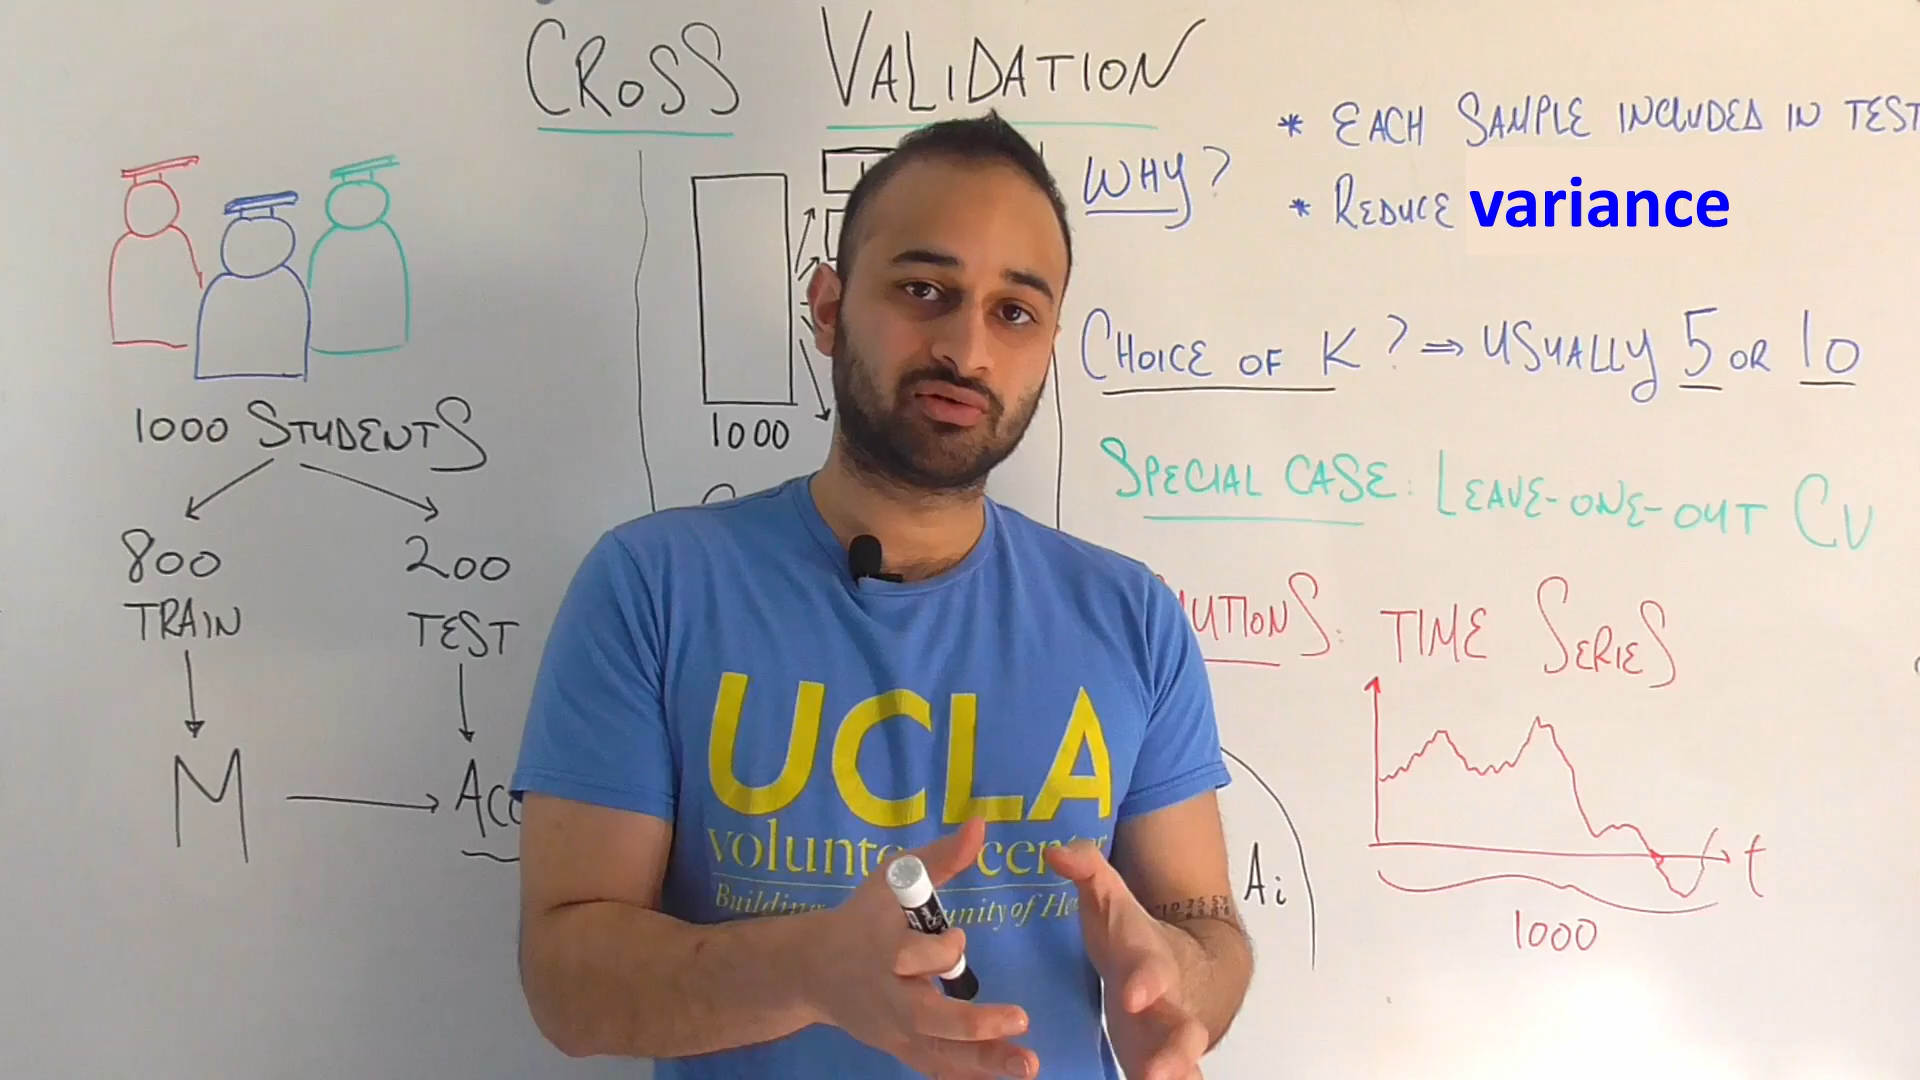 CROSS VALIDATION
1000 STUDENTS
800
TRAIN
200
TEST
M
1000
WHY?
* EACH SAMPLE INCLUDED IN TEST
* REDUCE variance
CHOICE OF K? ⇒ USUALLY 5 OR 10
SPECIAL CASE: LEAVE-ONE-OUT CV
TIME SERIES
t
1000
Ai
UCLA